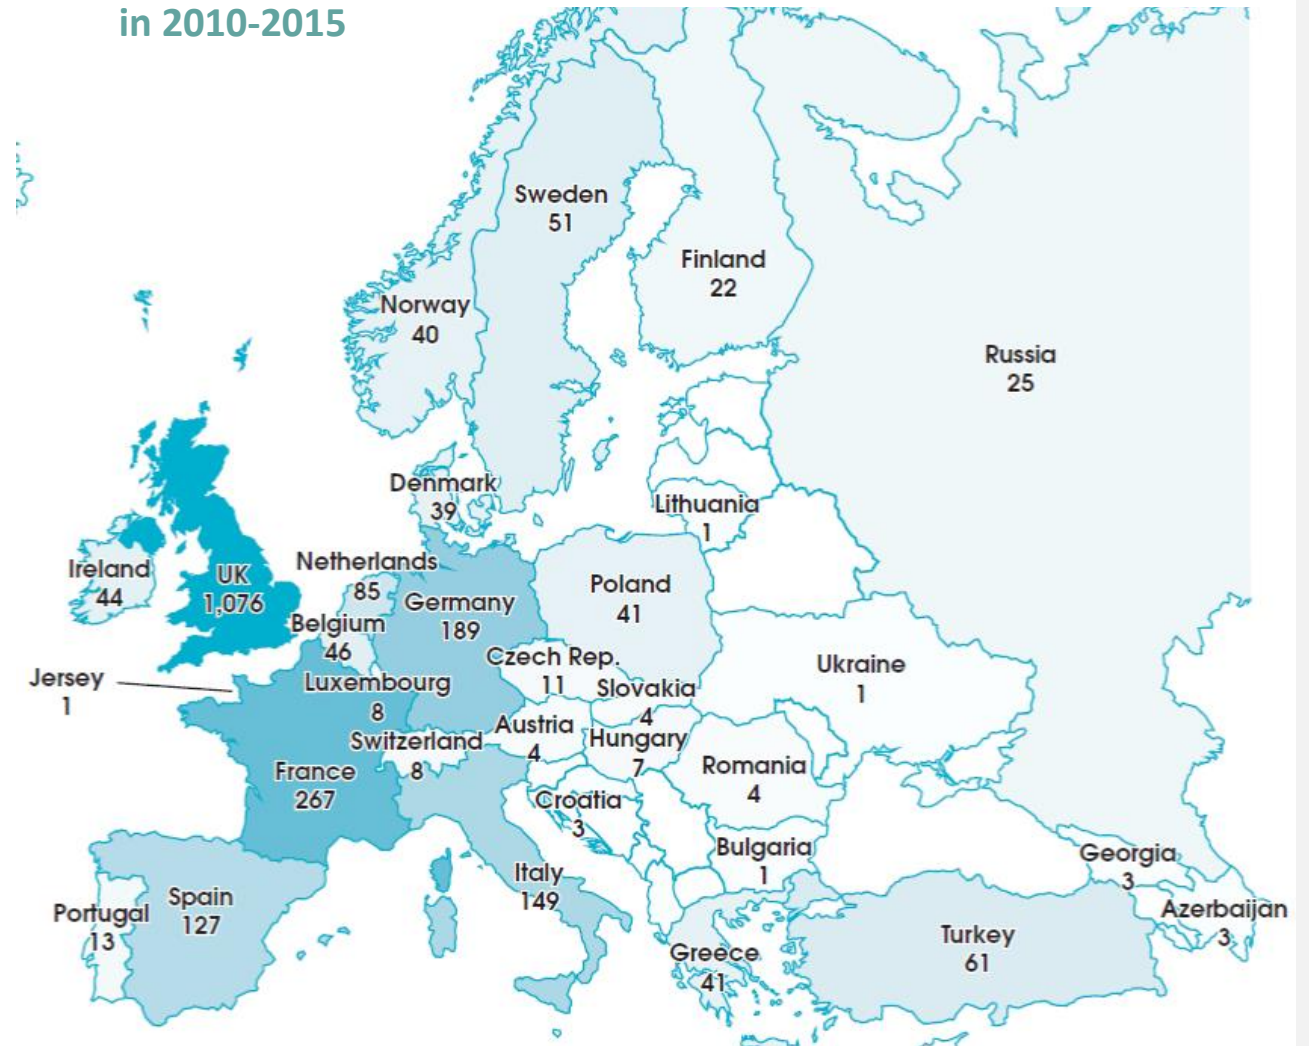 in 2010-2015
Sweden
51
Finland
22
Norway
40
Russia
25
Denmark
39
Lithuania
1
Ireland
44
UK
1,076
Netherlands
85
Germany
189
Poland
41
Belgium
46
Czech Rep.
11
Ukraine
1
Jersey
1
Luxembourg
8
Slovakia
4
Austria
4
Hungary
7
Switzerland
8
France
267
Romania
4
Croatia
3
Bulgaria
1
Georgia
3
Italy
149
Spain
127
Portugal
13
Azerbaijan
3
Turkey
61
Greece
41